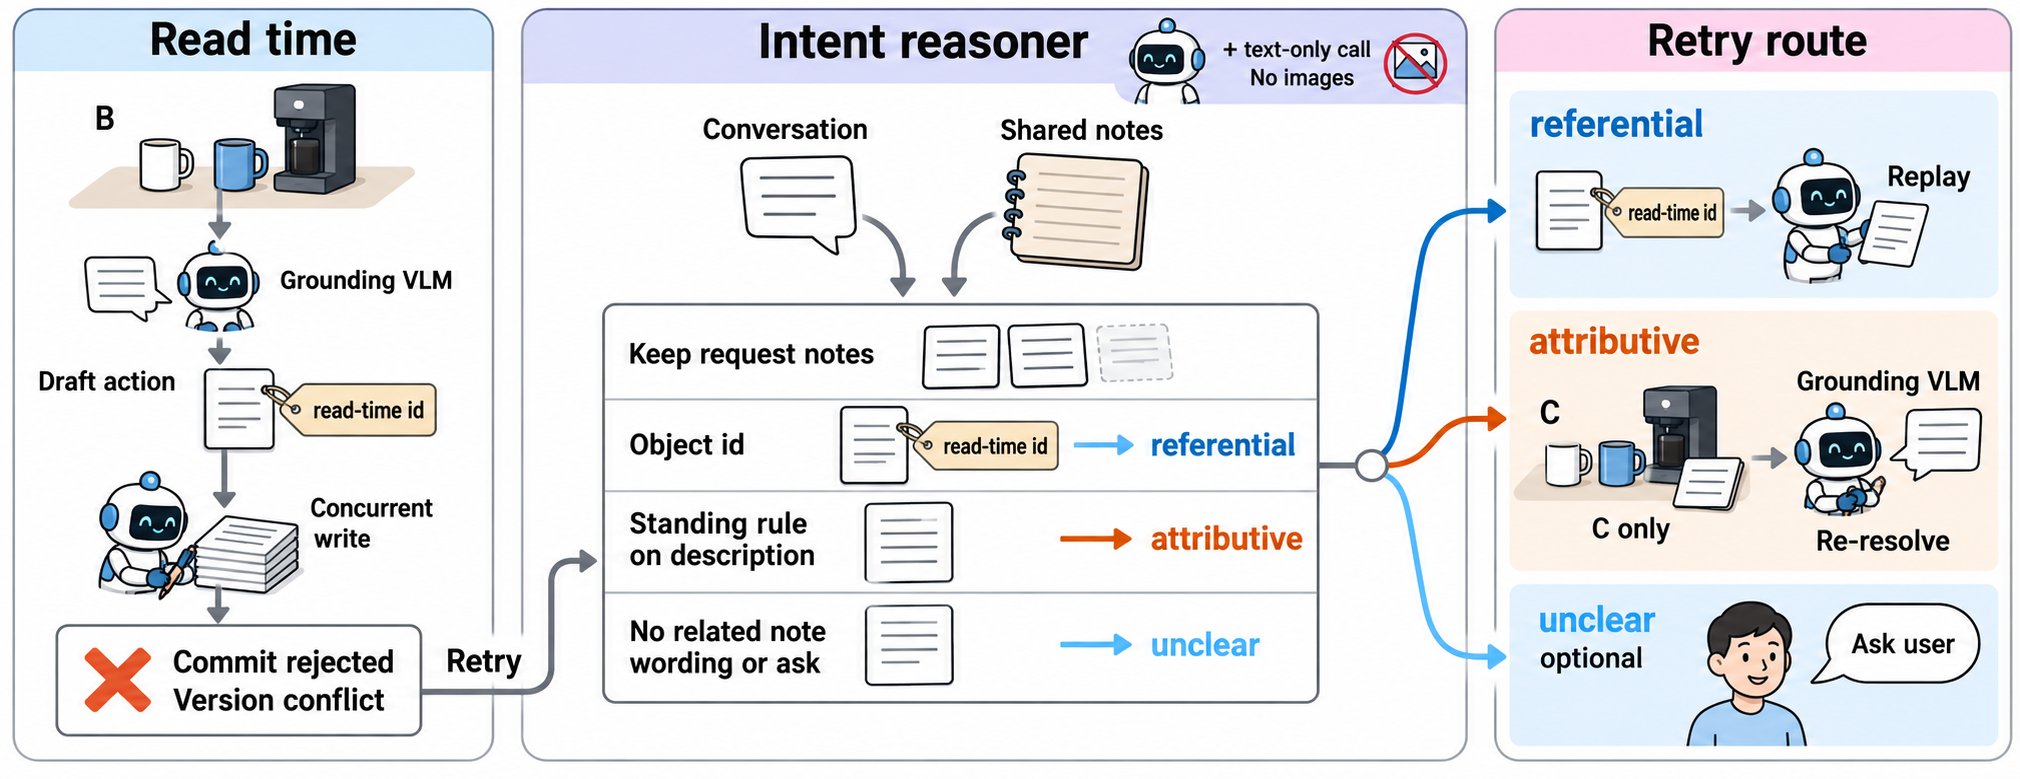 Read time
B
Grounding VLM
Draft action
read-time id
Concurrent
write
Commit rejected
Version conflict
Retry
Intent reasoner
+ text-only call
No images
Conversation
Shared notes
Keep request notes
Object id
read-time id
referential
Standing rule
on description
attributive
No related note
wording or ask
unclear
Retry route
referential
read-time id
Replay
attributive
Grounding VLM
C
C only
Re-resolve
unclear
optional
Ask user